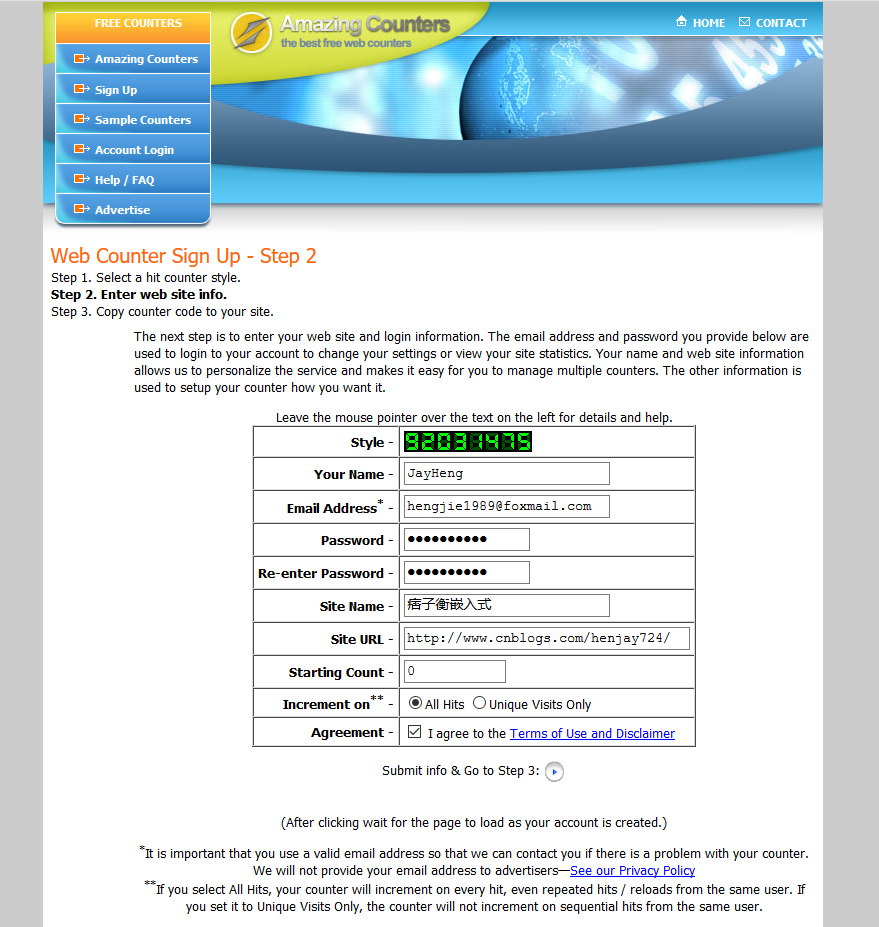 FREE COUNTERS
Amazing Counters
Sign Up
Sample Counters
Account Login
Help / FAQ
Advertise
Amazing Counters
the best free web counters
HOME CONTACT
Web Counter Sign Up - Step 2
Step 1. Select a hit counter style.
Step 2. Enter web site info.
Step 3. Copy counter code to your site.
The next step is to enter your web site and login information. The email address and password you provide below are
used to login to your account to change your settings or view your site statistics. Your name and web site information
allows us to personalize the service and makes it easy for you to manage multiple counters. The other information is
used to setup your counter how you want it.
Leave the mouse pointer over the text on the left for details and help.
Style - 92031475
Your Name - JayHeng
Email Address* - hengjie1989@foxmail.com
Password - ●●●●●●●●●●
Re-enter Password - ●●●●●●●●●●
Site Name - 痞子衡嵌入式
Site URL - http://www.cnblogs.com/henjay724/
Starting Count - 0
Increment on** - All Hits Unique Visits Only
Agreement - I agree to the Terms of Use and Disclaimer
Submit info & Go to Step 3:
(After clicking wait for the page to load as your account is created.)
*It is important that you use a valid email address so that we can contact you if there is a problem with your counter.
We will not provide your email address to advertisers—See our Privacy Policy
**If you select All Hits, your counter will increment on every hit, even repeated hits / reloads from the same user. If
you set it to Unique Visits Only, the counter will not increment on sequential hits from the same user.